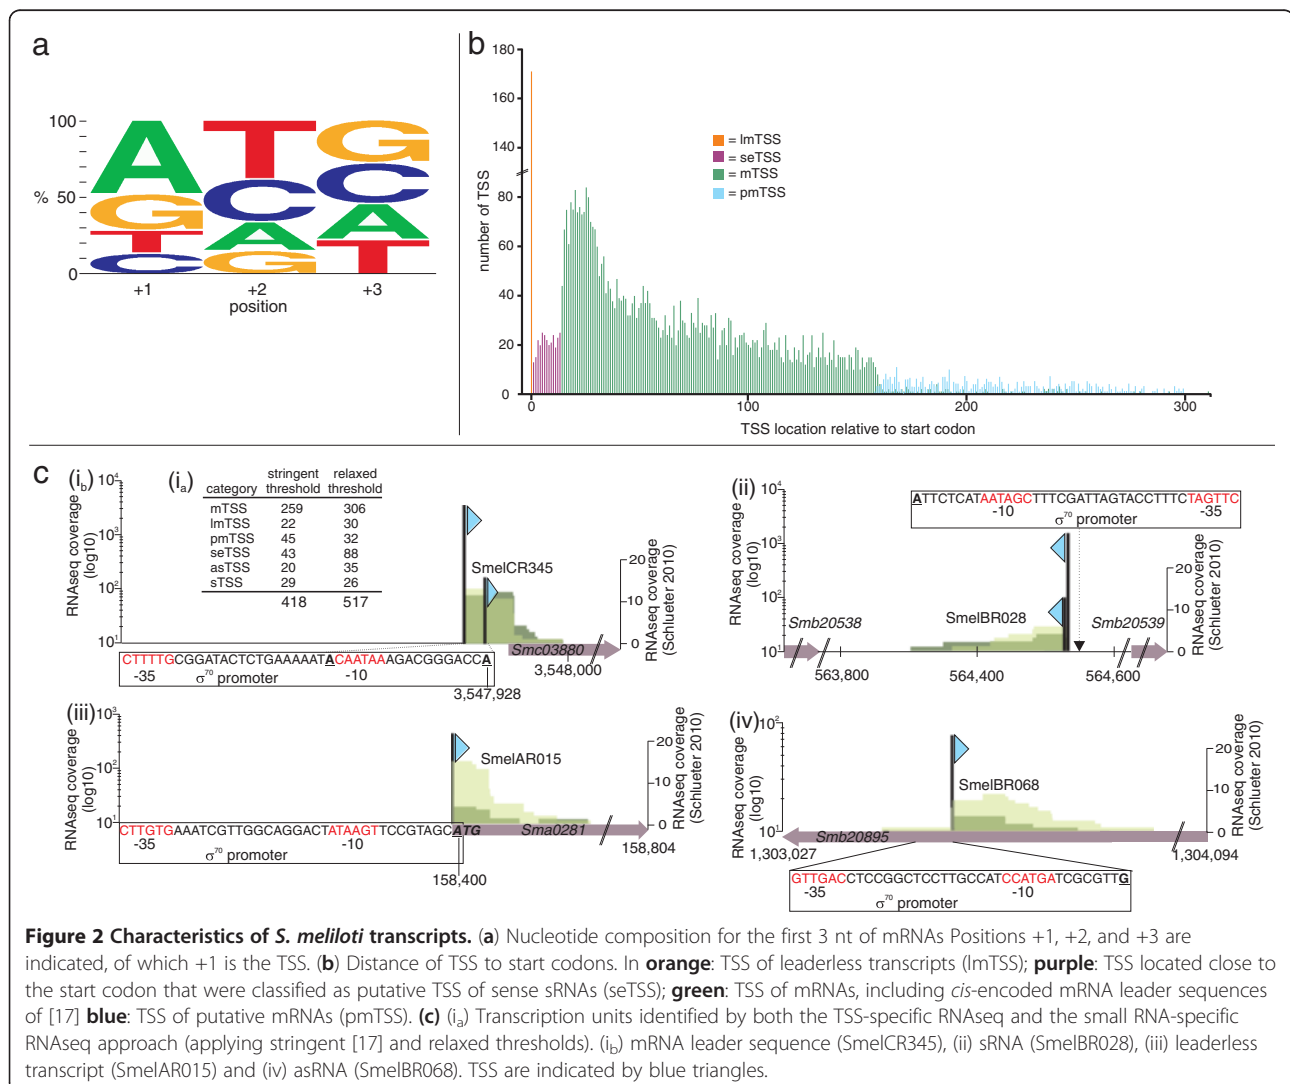 a
100
50
%
0
A
G
T
C
T
C
A
G
G
C
A
T
+1
+2
+3
position
b
180
160
140
80
60
40
20
0
number of TSS
= lmTSS
= seTSS
= mTSS
= pmTSS
0
100
200
300
TSS location relative to start codon
c
(ib)
RNAseq coverage
(log10)
10⁴
10³
10²
10¹
(ia)
category stringent threshold relaxed threshold
mTSS 259 306
lmTSS 22 30
pmTSS 45 32
seTSS 43 88
asTSS 20 35
sTSS 29 26
418 517
SmelCR345
20
10
0
RNAseq coverage
(Schlueter 2010)
Smc03880
3,548,000
CTTTTGCGGATACTCTGAAAAATACAATAAAGACGGGACCA
-35 σ⁷⁰ promoter -10
3,547,928
(ii)
RNAseq coverage
(log10)
10⁴
10³
10²
10¹
ATTCTCATAATAGCTTTCGATTAGTACCTTTCTAGTTC
-10 σ⁷⁰ promoter -35
SmelBR028
Smb20538
Smb20539
20
10
0
RNAseq coverage
(Schlueter 2010)
563,800
564,400
564,600
(iii)
RNAseq coverage
(log10)
10³
10²
10¹
SmelAR015
20
10
0
RNAseq coverage
(Schlueter 2010)
CTTGTGAAATCGTTGGCAGGACTATAAGTTCCGTAGCATG
-35 σ⁷⁰ promoter -10
Sma0281
158,400
158,804
(iv)
RNAseq coverage
(log10)
10²
10¹
SmelBR068
20
10
0
RNAseq coverage
(Schlueter 2010)
Smb20895
1,303,027
1,304,094
GTTGACCTCCGGCTCCTTGCCATCCATGATCGCGTTG
-35 σ⁷⁰ promoter -10
Figure 2 Characteristics of S. meliloti transcripts. (a) Nucleotide composition for the first 3 nt of mRNAs Positions +1, +2, and +3 are
indicated, of which +1 is the TSS. (b) Distance of TSS to start codons. In orange: TSS of leaderless transcripts (lmTSS); purple: TSS located close to
the start codon that were classified as putative TSS of sense sRNAs (seTSS); green: TSS of mRNAs, including cis-encoded mRNA leader sequences
of [17] blue: TSS of putative mRNAs (pmTSS). (c) (ia) Transcription units identified by both the TSS-specific RNAseq and the small RNA-specific
RNAseq approach (applying stringent [17] and relaxed thresholds). (ib) mRNA leader sequence (SmelCR345), (ii) sRNA (SmelBR028), (iii) leaderless
transcript (SmelAR015) and (iv) asRNA (SmelBR068). TSS are indicated by blue triangles.